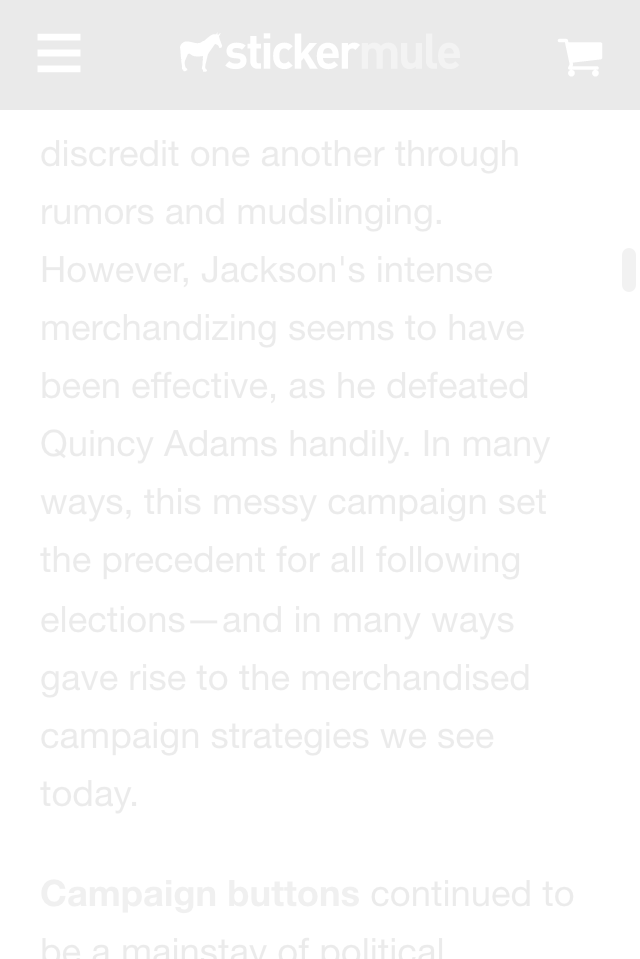 stickermule
discredit one another through
rumors and mudslinging.
However, Jackson's intense
merchandizing seems to have
been effective, as he defeated
Quincy Adams handily. In many
ways, this messy campaign set
the precedent for all following
elections—and in many ways
gave rise to the merchandised
campaign strategies we see
today.
Campaign buttons continued to
be a mainstay of political